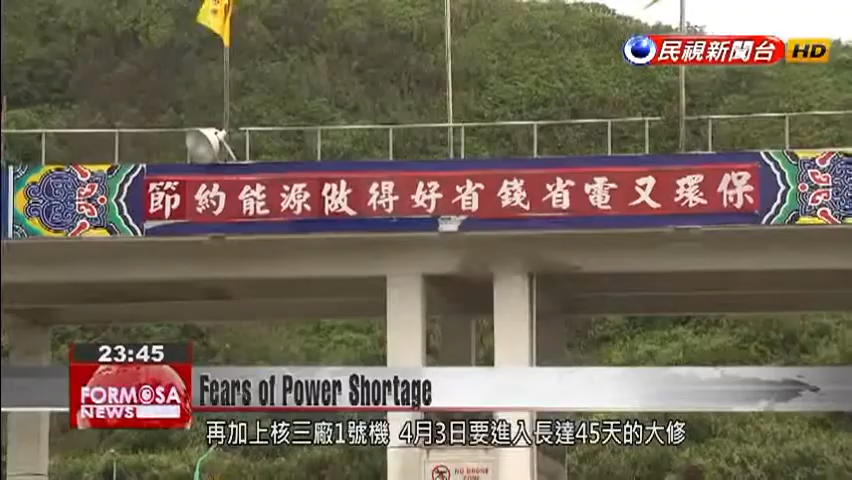 民視新聞台 HD
節約能源做得好省錢省電又環保
23:45
FORMOSA
NEWS
Fears of Power Shortage
再加上核三廠1號機 4月3日要進入長達45天的大修
NO DRONE
ZONE